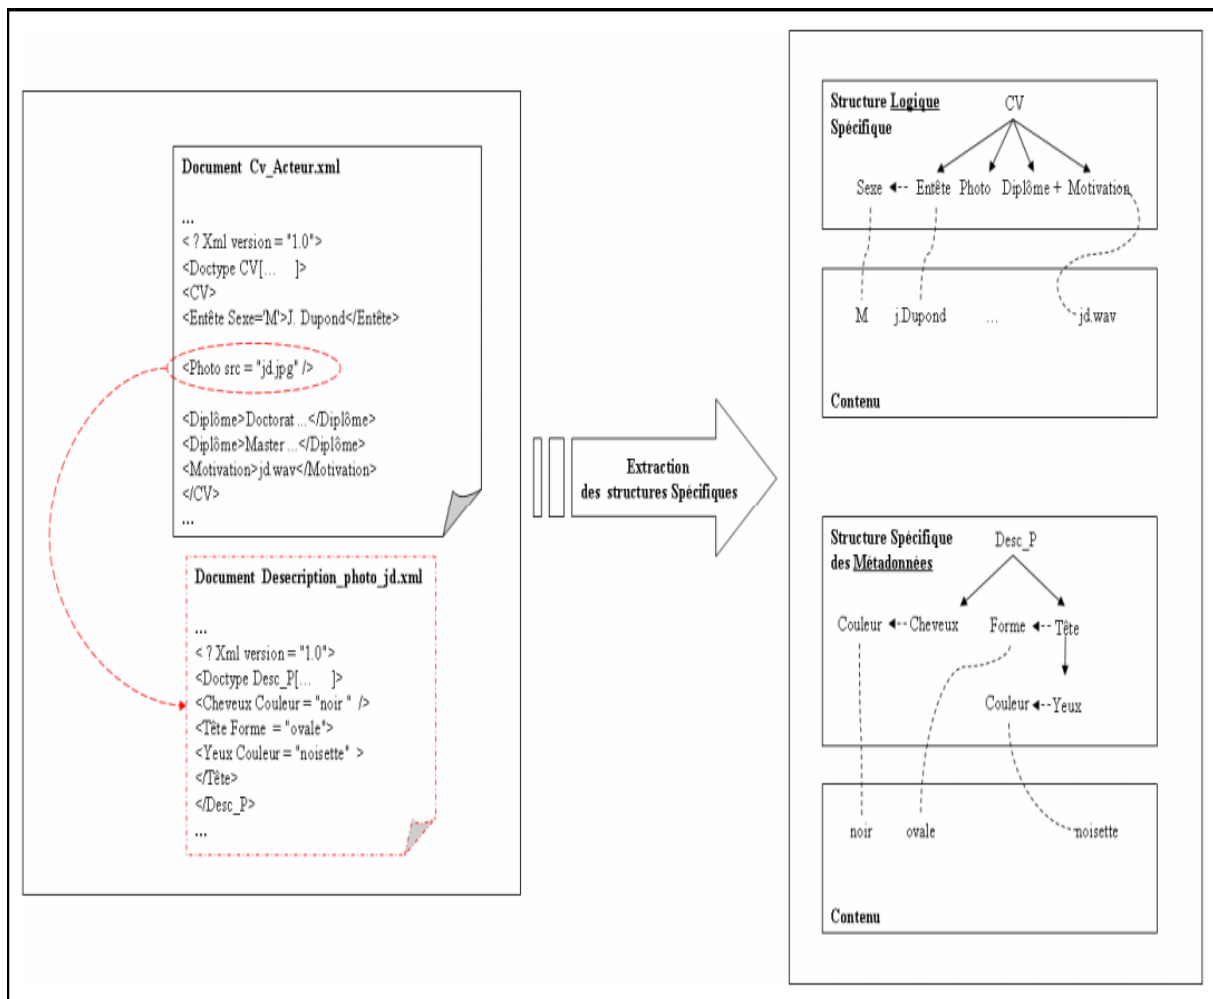 Document Cv_Acteur.xml
...
< ? Xml version = "1.0">
<Doctype CV[... ]>
<CV>
<Entête Sexe='M'>J. Dupond</Entête>
<Photo src = "jd.jpg" />
<Diplôme>Doctorat ...</Diplôme>
<Diplôme>Master ...</Diplôme>
<Motivation>jd.wav</Motivation>
</CV>
...
Document Desecription_photo_jd.xml
...
< ? Xml version = "1.0">
<Doctype Desc_P[... ]>
<Cheveux Couleur = "noir " />
<Tête Forme = "ovale">
<Yeux Couleur = "noisette" >
</Tête>
</Desc_P>
...
Extraction
des structures Spécifiques
Structure Logique
Spécifique
CV
Sexe Entête Photo Diplôme + Motivation
M j.Dupond ... jd.wav
Contenu
Structure Spécifique
des Métadonnées
Desc_P
Couleur Cheveux Forme Tête
Couleur Yeux
noir ovale noisette
Contenu